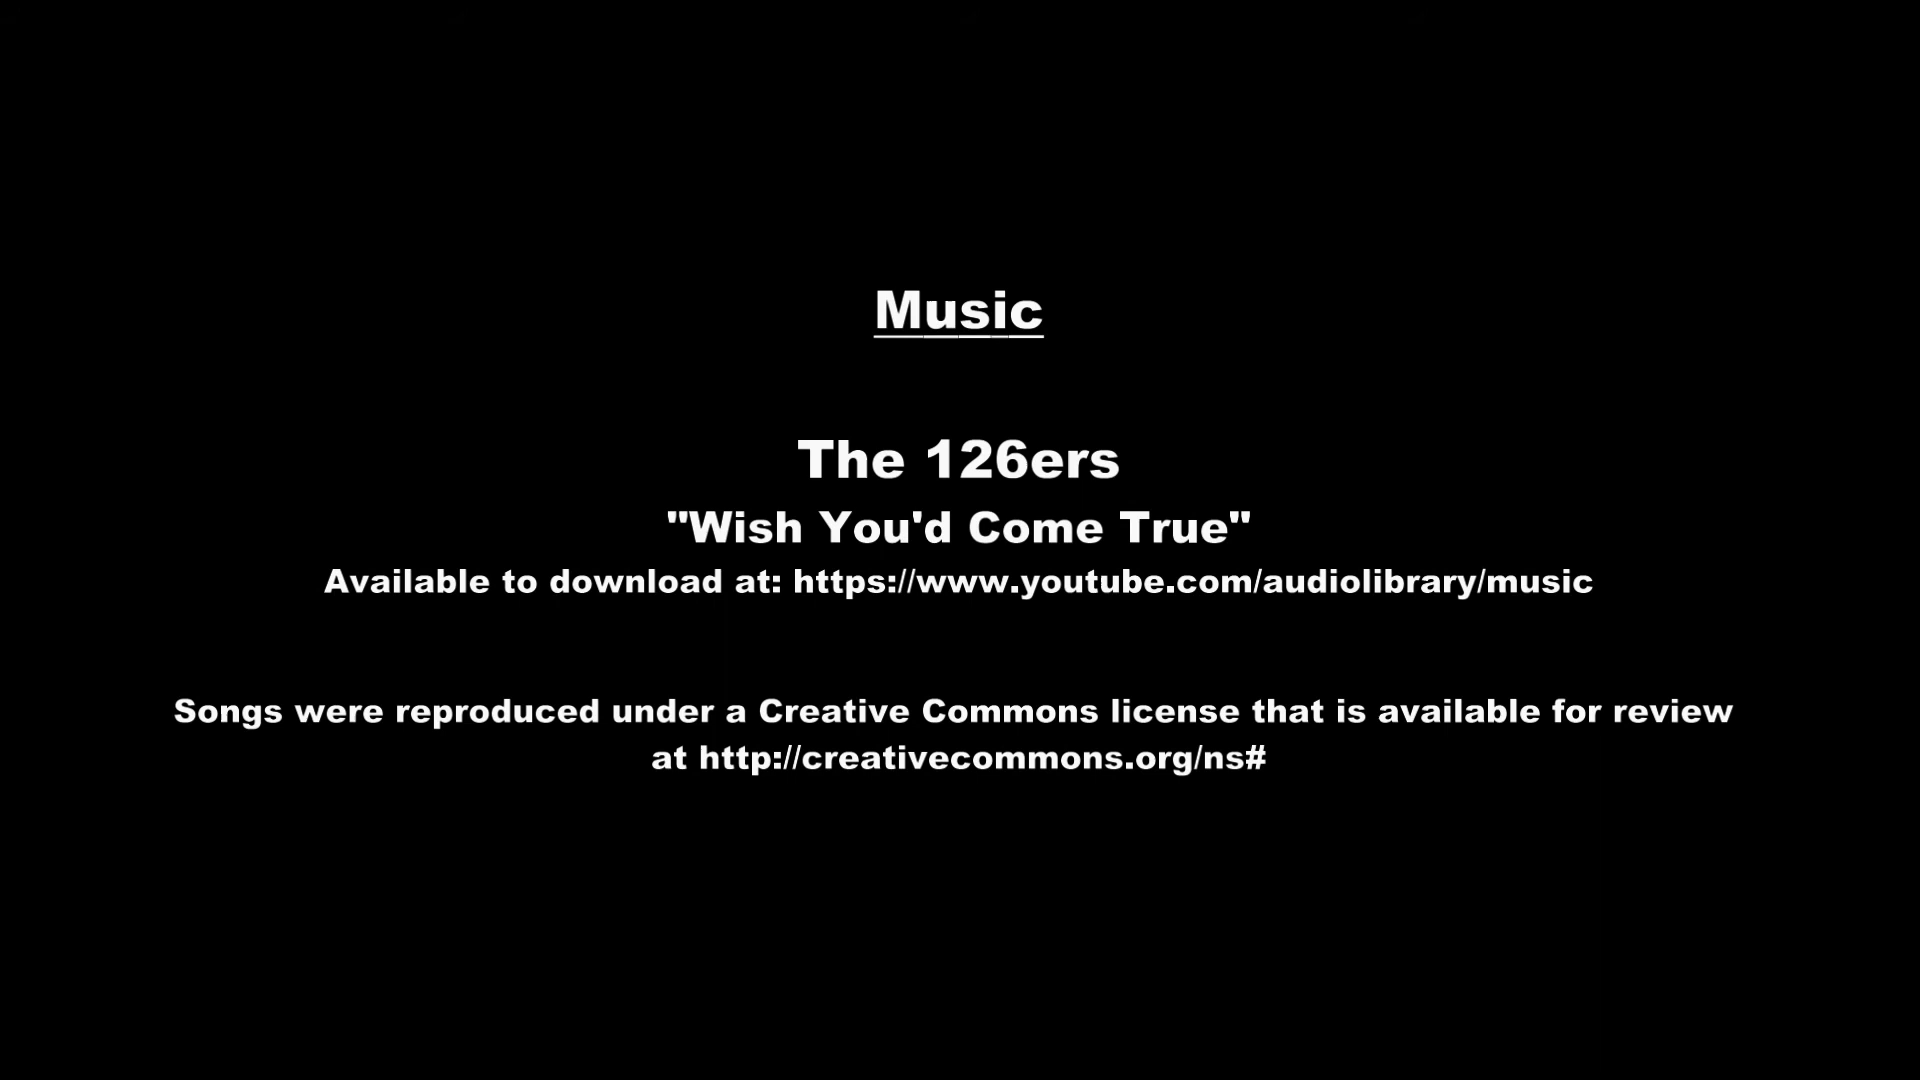 Music
The 126ers
"Wish You'd Come True"
Available to download at: https://www.youtube.com/audiolibrary/music
Songs were reproduced under a Creative Commons license that is available for review
at http://creativecommons.org/ns#